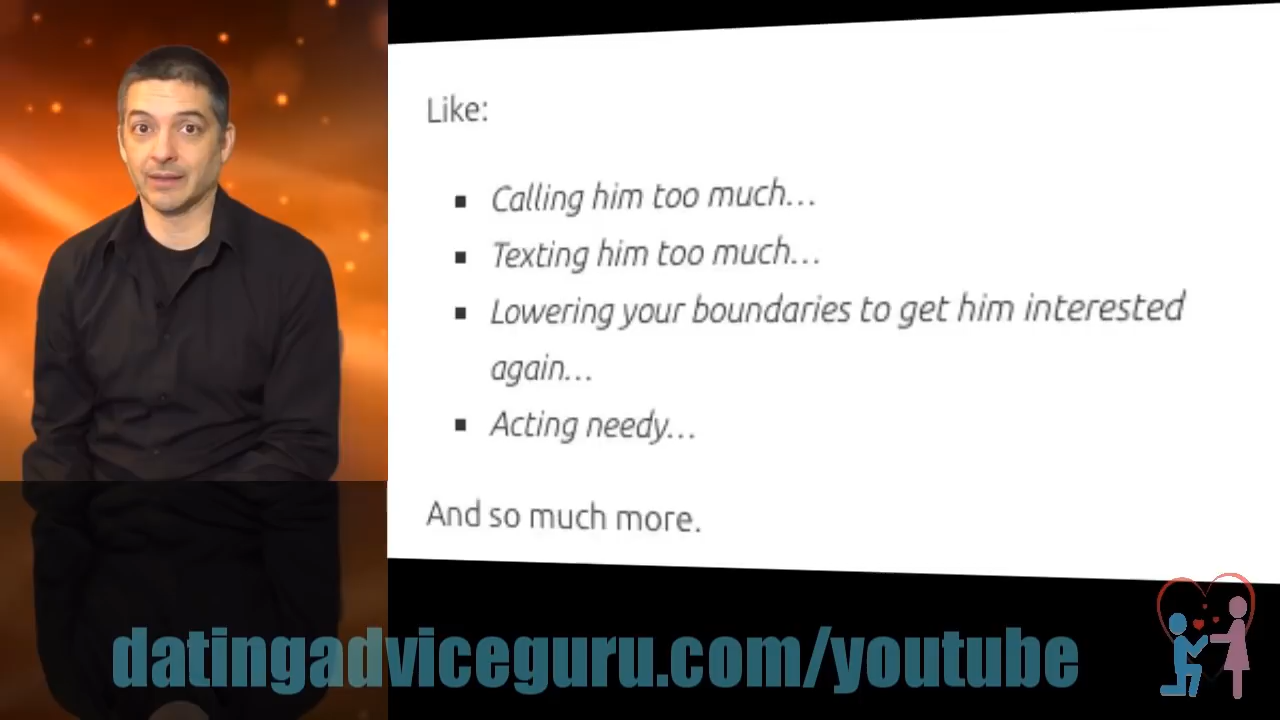 Like:
▪ Calling him too much…
▪ Texting him too much…
▪ Lowering your boundaries to get him interested
again…
▪ Acting needy…
And so much more.
datingadviceguru.com/youtube